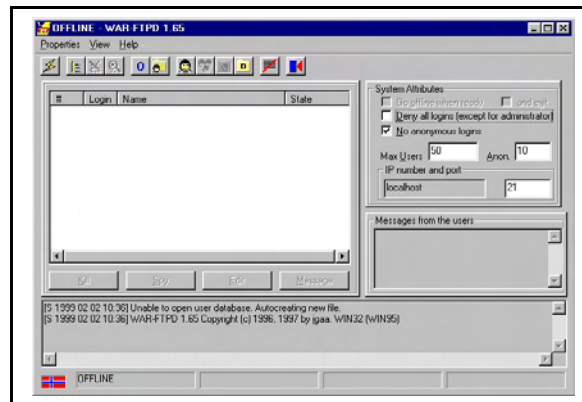 OFFLINE - WAR-FTPD 1.65
Properties View Help
Login Name State
System Attributes
Go offline when ready and exit
Deny all logins (except for administrator)
No anonymous logins
Max Users 50 Anon. 10
IP number and port
localhost 21
Messages from the users
Kill Spy Edit Message
[S 1999 02 02 10:36] Unable to open user database. Autocreating new file.
[S 1999 02 02 10:36] WAR-FTPD 1.65 Copyright (c) 1996, 1997 by jgaa. WIN32 (WIN95)
OFFLINE